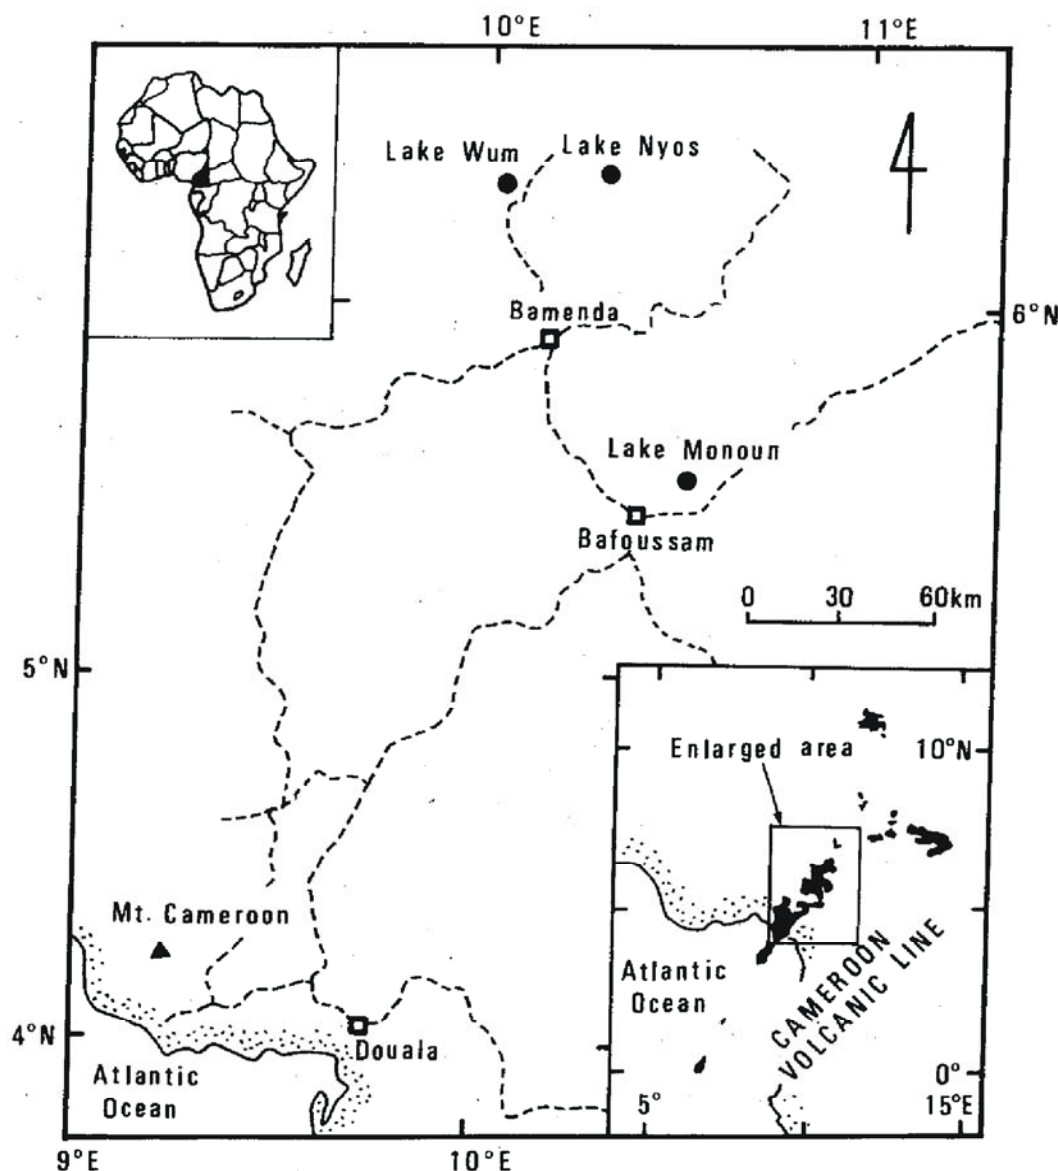 10°E
11°E
Lake Wum
Lake Nyos
4
Bamenda
6°N
Lake Monoun
Bafoussam
0 30 60km
5°N
Enlarged area
10°N
Mt. Cameroon
Atlantic
Ocean
CAMEROON
VOLCANIC LINE
4°N
Douala
Atlantic
Ocean
0°
5°
15°E
9°E
10°E